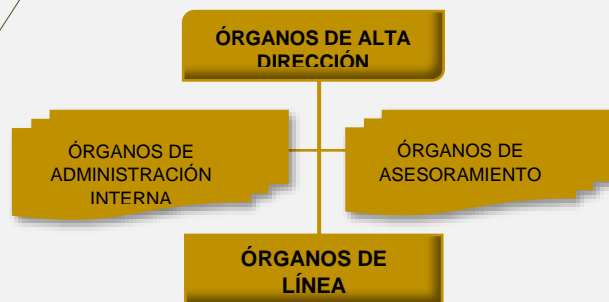 ÓRGANOS DE ALTA
DIRECCIÓN
ÓRGANOS DE
ADMINISTRACIÓN
INTERNA
ÓRGANOS DE
ASESORAMIENTO
ÓRGANOS DE
LÍNEA